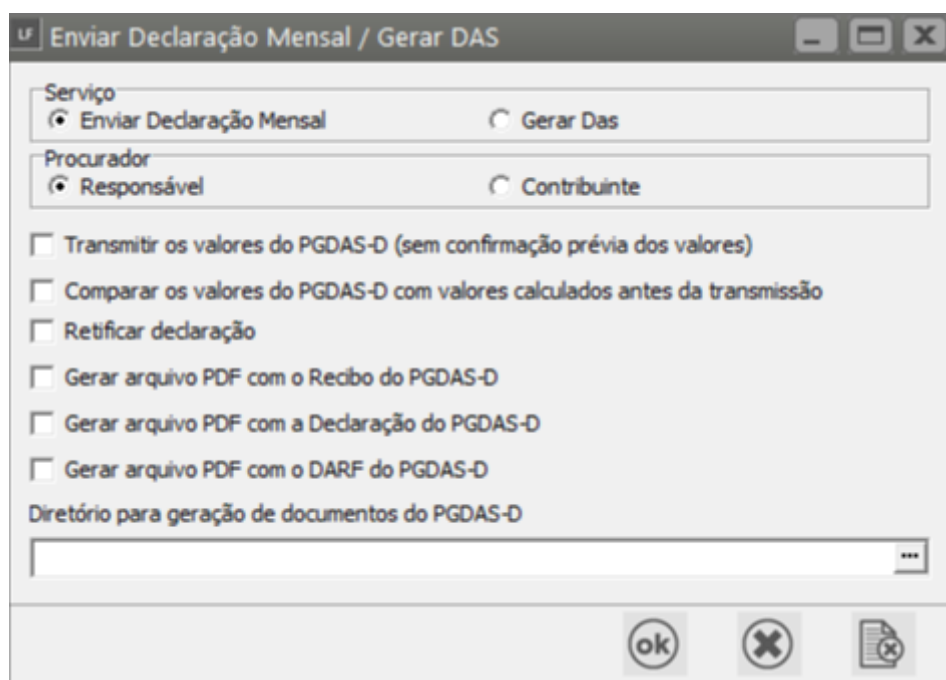 LF Enviar Declaração Mensal / Gerar DAS
Serviço
Enviar Declaração Mensal Gerar Das
Procurador
Responsável Contribuinte
Transmitir os valores do PGDAS-D (sem confirmação prévia dos valores)
Comparar os valores do PGDAS-D com valores calculados antes da transmissão
Retificar declaração
Gerar arquivo PDF com o Recibo do PGDAS-D
Gerar arquivo PDF com a Declaração do PGDAS-D
Gerar arquivo PDF com o DARF do PGDAS-D
Diretório para geração de documentos do PGDAS-D
...
ok